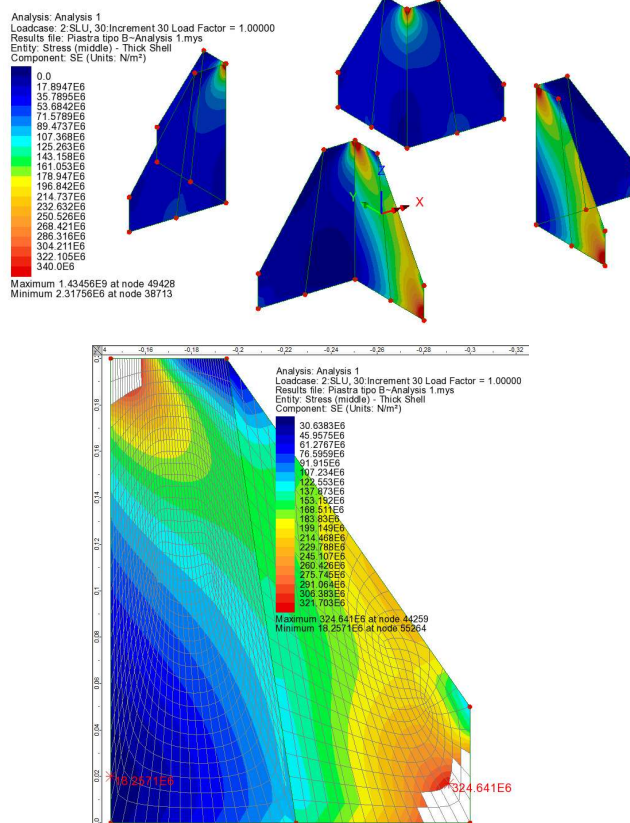 Analysis: Analysis 1
Loadcase: 2:SLU, 30:Increment 30 Load Factor = 1.00000
Results file: Piastra tipo B~Analysis 1.mys
Entity: Stress (middle) - Thick Shell
Component: SE (Units: N/m²)
0.0
17.8947E6
35.7895E6
53.6842E6
71.5789E6
89.4737E6
107.368E6
125.263E6
143.158E6
161.053E6
178.947E6
196.842E6
214.737E6
232.632E6
250.526E6
268.421E6
286.316E6
304.211E6
322.105E6
340.0E6
Maximum 1.43456E9 at node 49428
Minimum 2.31756E6 at node 38713
Z
Y
X
-0,16
-0,18
-0,2
-0,22
-0,24
-0,26
-0,28
-0,3
-0,32
0,18
0,16
0,14
0,12
0,1
0,08
0,06
0,04
0,02
0
Analysis: Analysis 1
Loadcase: 2:SLU, 30:Increment 30 Load Factor = 1.00000
Results file: Piastra tipo B~Analysis 1.mys
Entity: Stress (middle) - Thick Shell
Component: SE (Units: N/m²)
30.6383E6
45.9575E6
61.2767E6
76.5959E6
91.915E6
107.234E6
122.553E6
137.873E6
153.192E6
168.511E6
183.83E6
199.149E6
214.468E6
229.788E6
245.107E6
260.426E6
275.745E6
291.064E6
306.383E6
321.703E6
Maximum 324.641E6 at node 44259
Minimum 18.2571E6 at node 55264
18.2571E6
324.641E6